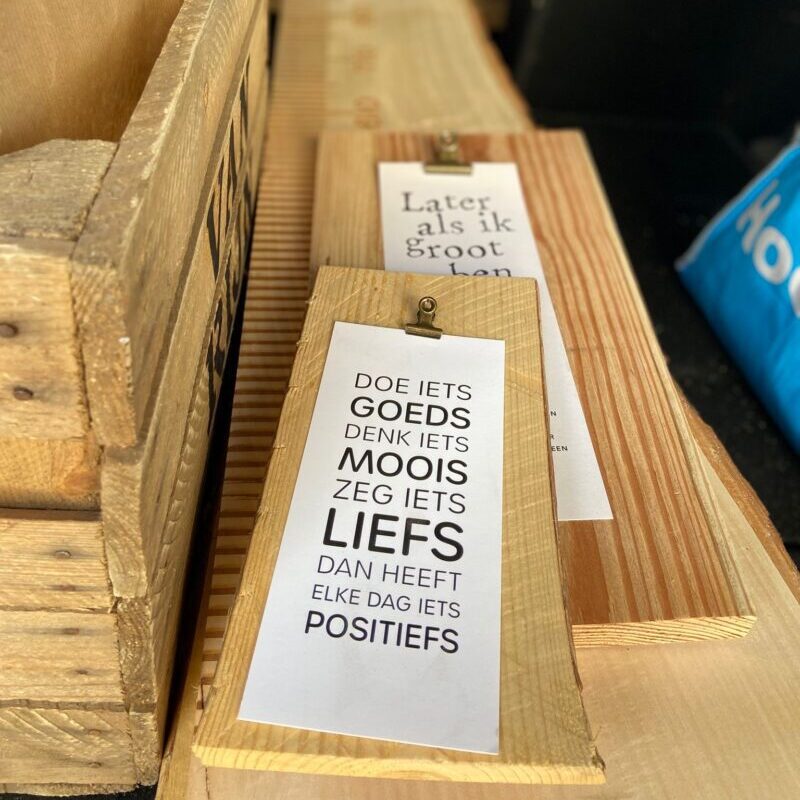 Later
als ik
groot
ben
DOE IETS
GOEDS
DENK IETS
MOOIS
ZEG IETS
LIEFS
DAN HEEFT
ELKE DAG IETS
POSITIEFS